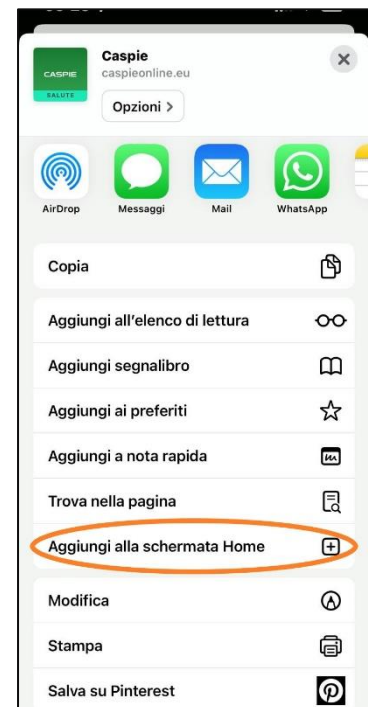 Caspie
caspieonline.eu
CASPIE
SALUTE
Opzioni >
AirDrop
Messaggi
Mail
WhatsApp
Copia
Aggiungi all'elenco di lettura
Aggiungi segnalibro
Aggiungi ai preferiti
Aggiungi a nota rapida
Trova nella pagina
Aggiungi alla schermata Home
Modifica
Stampa
Salva su Pinterest